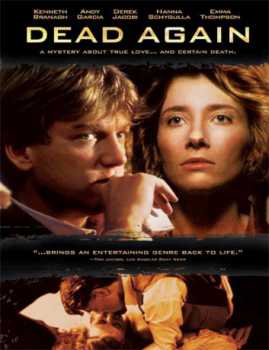 KENNETH BRANAGH ANDY GARCIA DEREK JACOBI HANNA SCHYGULLA EMMA THOMPSON
DEAD AGAIN
A MYSTERY ABOUT TRUE LOVE... AND CERTAIN DEATH.
"...BRINGS AN ENTERTAINING GENRE BACK TO LIFE."